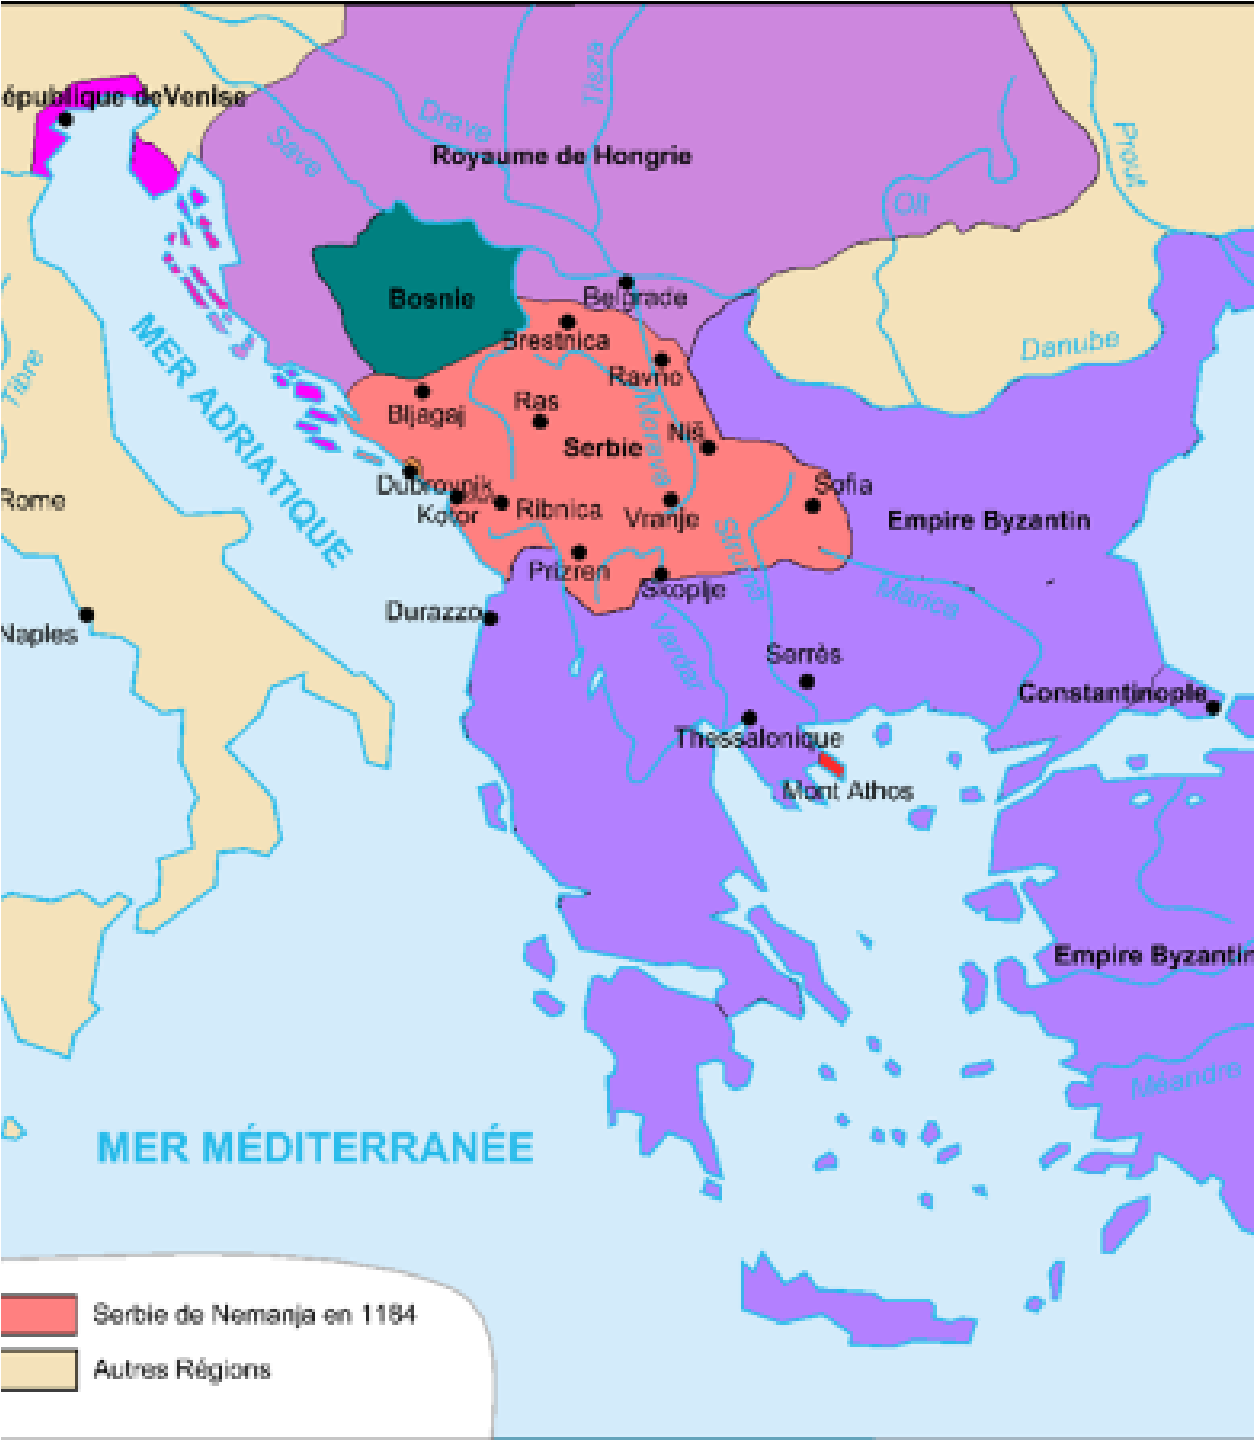 épublique de Venise
Tisza
Drave
Save
Prout
Royaume de Hongrie
Olt
Bosnie
Belgrade
Brestnica
Danube
MER ADRIATIQUE
Tibre
Ravno
Ras
Bljagaj
Morava
Niš
Serbie
Sofia
Dubrovnik
Rome
Kotor
Ribnica
Vranje
Empire Byzantin
Struma
Prizren
Skoplje
Marica
Durazzo
Naples
Vardar
Serrès
Constantinople
Thessalonique
Mont Athos
Empire Byzantin
Méandre
MER MÉDITERRANÉE
Serbie de Nemanja en 1184
Autres Régions